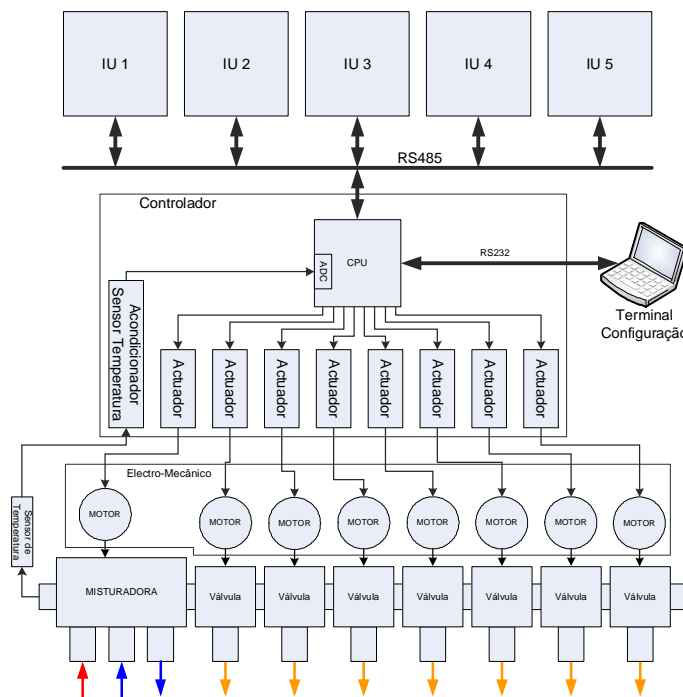 IU 1
IU 2
IU 3
IU 4
IU 5
RS485
Controlador
CPU
ADC
RS232
Terminal
Configuração
Acondicionador
Sensor Temperatura
Actuador
Actuador
Actuador
Actuador
Actuador
Actuador
Actuador
Actuador
Electro-Mecânico
Sensor de
Temperatura
MOTOR
MOTOR
MOTOR
MOTOR
MOTOR
MOTOR
MOTOR
MOTOR
MISTURADORA
Válvula
Válvula
Válvula
Válvula
Válvula
Válvula
Válvula